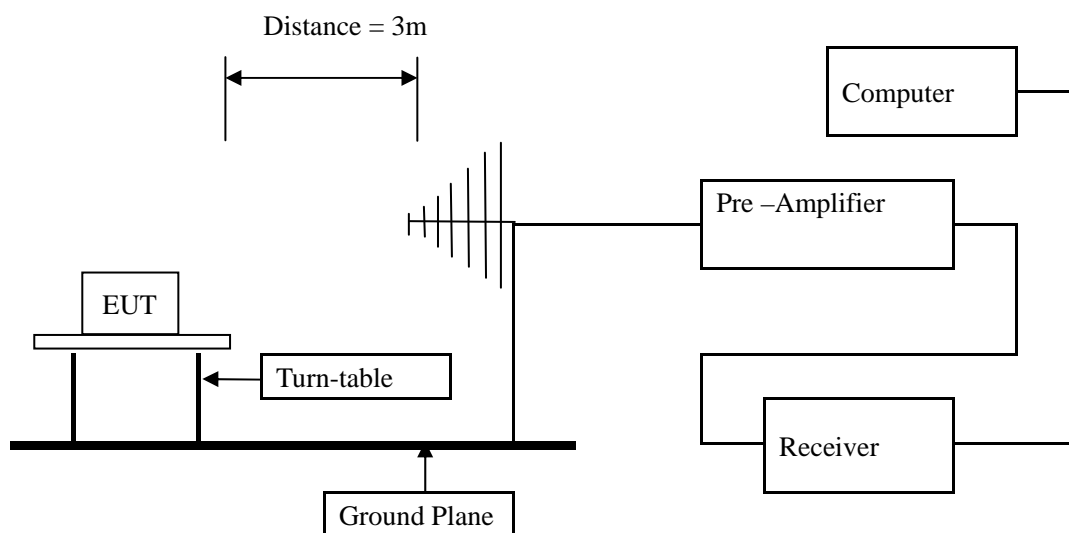 Distance = 3m
Computer
Pre –Amplifier
EUT
Turn-table
Receiver
Ground Plane